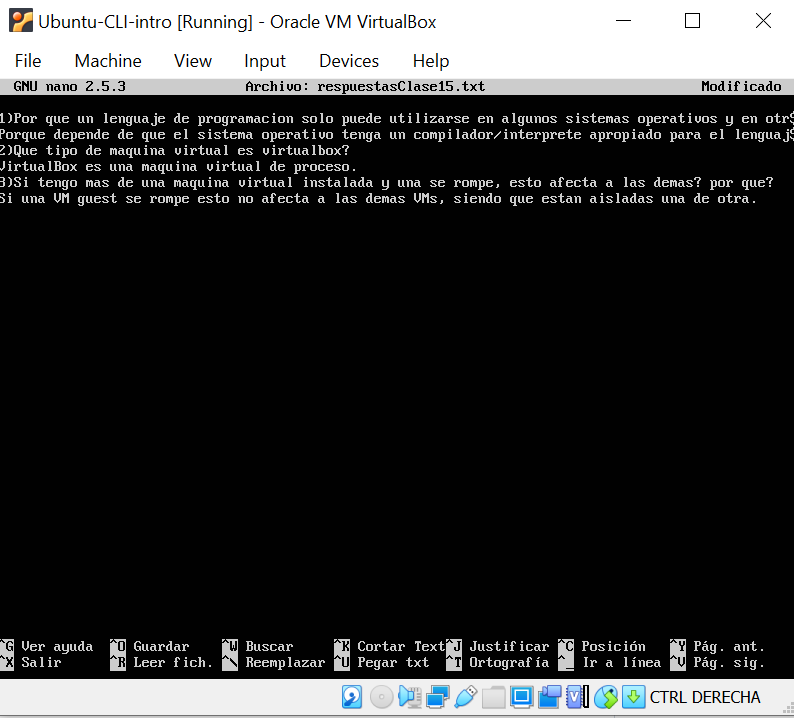 Ubuntu-CLI-intro [Running] - Oracle VM VirtualBox
File Machine View Input Devices Help
GNU nano 2.5.3 Archivo: respuestasClase15.txt Modificado
1)Por que un lenguaje de programacion solo puede utilizarse en algunos sistemas operativos y en otr$
Porque depende de que el sistema operativo tenga un compilador/interprete apropiado para el lenguaj$
2)Que tipo de maquina virtual es virtualbox?
VirtualBox es una maquina virtual de proceso.
3)Si tengo mas de una maquina virtual instalada y una se rompe, esto afecta a las demas? por que?
Si una VM guest se rompe esto no afecta a las demas VMs, siendo que estan aisladas una de otra.
^G Ver ayuda ^O Guardar ^W Buscar ^K Cortar Text ^J Justificar ^C Posición ^Y Pág. ant.
^X Salir ^R Leer fich. ^\ Reemplazar ^U Pegar txt ^T Ortografía ^_ Ir a línea ^V Pág. sig.
CTRL DERECHA